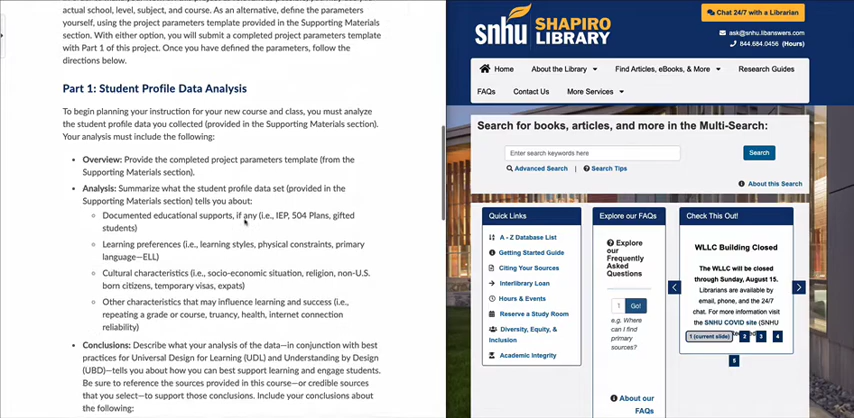 actual school, level, subject, and course. As an alternative, define the parameters
yourself, using the project parameters template provided in the Supporting Materials
section. With either option, you will submit a completed project parameters template
with Part 1 of this project. Once you have defined the parameters, follow the
directions below.
Part 1: Student Profile Data Analysis
To begin planning your instruction for your new course and class, you must analyze
the student profile data you collected (provided in the Supporting Materials section).
Your analysis must include the following:
• Overview: Provide the completed project parameters template (from the
Supporting Materials section).
• Analysis: Summarize what the student profile data set (provided in the
Supporting Materials section) tells you about:
◦ Documented educational supports, if any (i.e., IEP, 504 Plans, gifted
students)
◦ Learning preferences (i.e., learning styles, physical constraints, primary
language—ELL)
◦ Cultural characteristics (i.e., socio-economic situation, religion, non-U.S.
born citizens, temporary visas, expats)
◦ Other characteristics that may influence learning and success (i.e.,
repeating a grade or course, truancy, health, internet connection
reliability)
• Conclusions: Describe what your analysis of the data—in conjunction with best
practices for Universal Design for Learning (UDL) and Understanding by Design
(UBD)—tells you about how you can best support learning and engage students.
Be sure to reference the sources provided in this course—or credible sources
that you select—to support those conclusions. Include your conclusions about
the following:
snhu SHAPIRO
LIBRARY
Chat 24/7 with a Librarian
ask@snhu.libanswers.com
844.684.0456 (Hours)
Home About the Library Find Articles, eBooks, & More Research Guides
FAQs Contact Us More Services
Search for books, articles, and more in the Multi-Search:
Enter search keywords here Search
Advanced Search Search Tips
About this Search
Quick Links
A - Z Database List
Getting Started Guide
Citing Your Sources
Interlibrary Loan
Hours & Events
Reserve a Study Room
Diversity, Equity, &
Inclusion
Academic Integrity
Explore our FAQs
Explore
our
Frequently
Asked
Questions
1 Go!
e.g. Where
can I find
primary
sources?
About our
FAQs
Check This Out!
WLLC Building Closed
The WLLC will be closed
through Sunday, August 15.
Librarians are available by
email, phone, and the 24/7
chat. For more information visit
the SNHU COVID site (SNHU
1 (current slide) 2 3 4
5